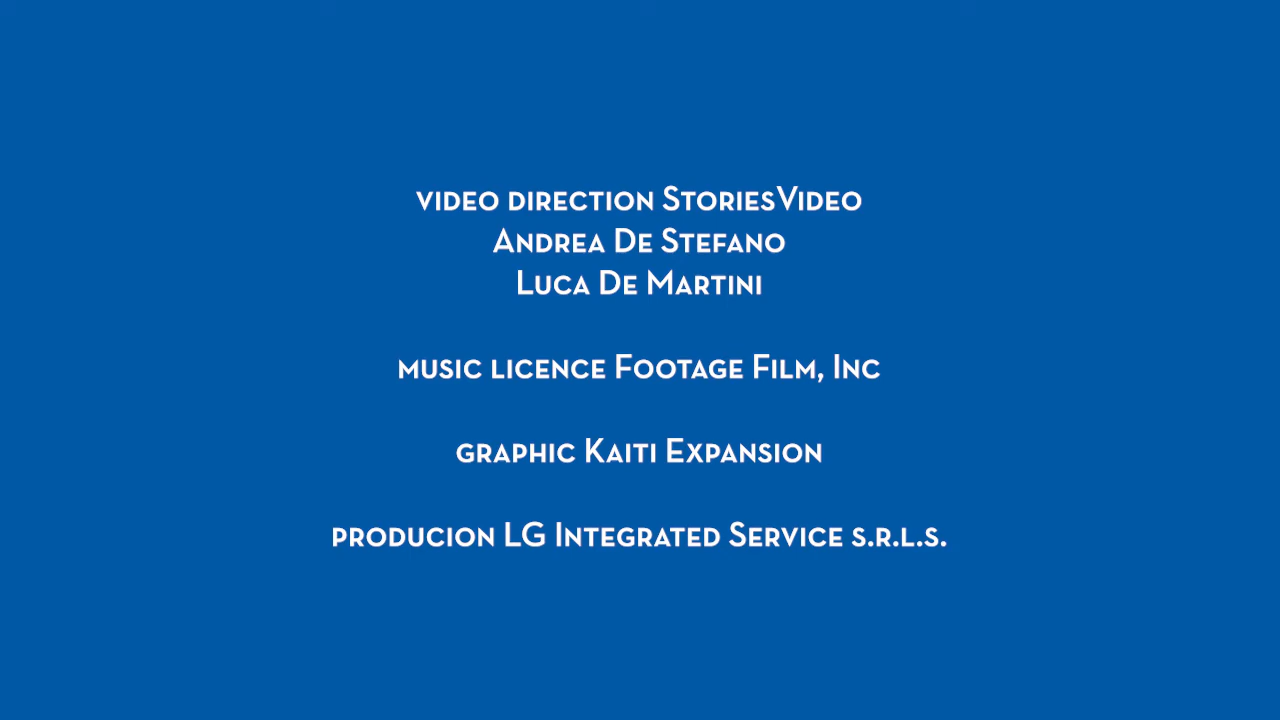 video direction StoriesVideo
Andrea De Stefano
Luca De Martini
music licence Footage Film, Inc
graphic Kaiti Expansion
producion LG Integrated Service s.r.l.s.